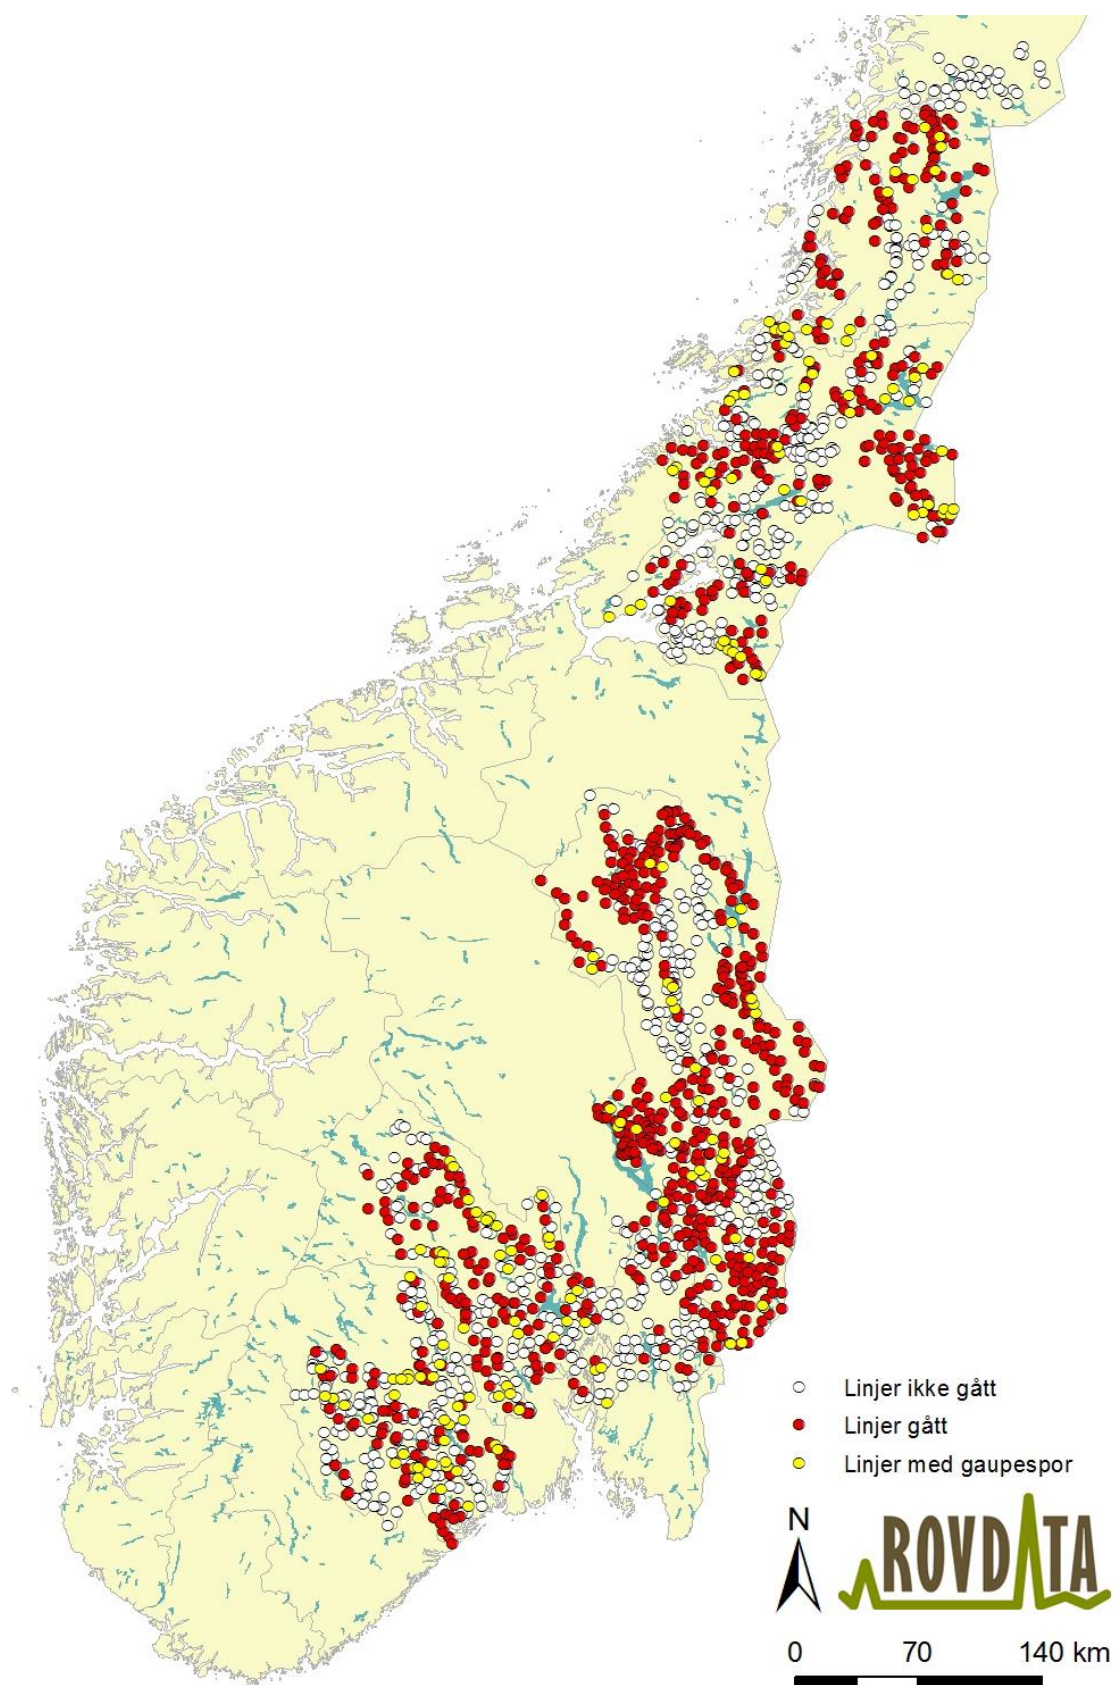 Linjer ikke gått
Linjer gått
Linjer med gaupespor
N
ROVDATA
0 70 140 km